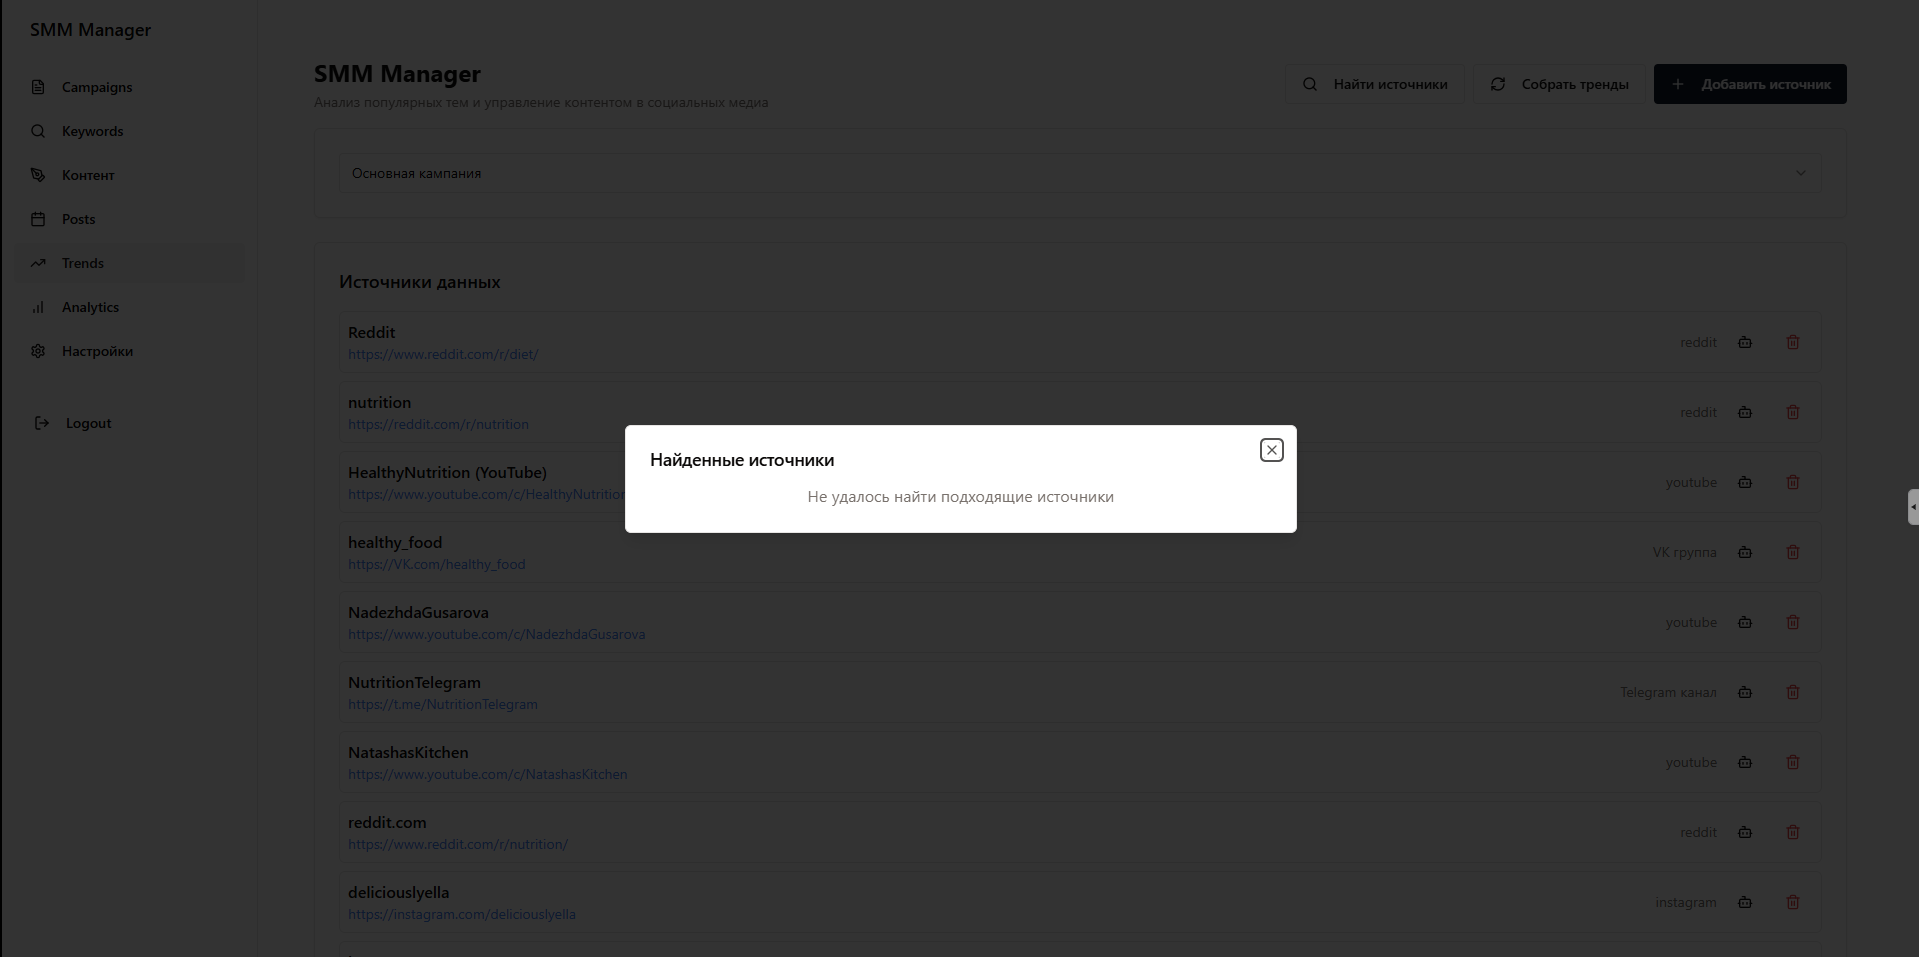 SMM Manager
Campaigns
Keywords
Контент
Posts
Trends
Analytics
Настройки
Logout
SMM Manager
Анализ популярных тем и управление контентом в социальных медиа
Найти источники
Собрать тренды
Добавить источник
Основная кампания
Источники данных
Reddit
https://www.reddit.com/r/diet/
reddit
nutrition
https://reddit.com/r/nutrition
reddit
HealthyNutrition (YouTube)
https://www.youtube.com/c/HealthyNutrition
youtube
Найденные источники
Не удалось найти подходящие источники
healthy_food
https://VK.com/healthy_food
VK группа
NadezhdaGusarova
https://www.youtube.com/c/NadezhdaGusarova
youtube
NutritionTelegram
https://t.me/NutritionTelegram
Telegram канал
NatashasKitchen
https://www.youtube.com/c/NatashasKitchen
youtube
reddit.com
https://www.reddit.com/r/nutrition/
reddit
deliciouslyella
https://instagram.com/deliciouslyella
instagram